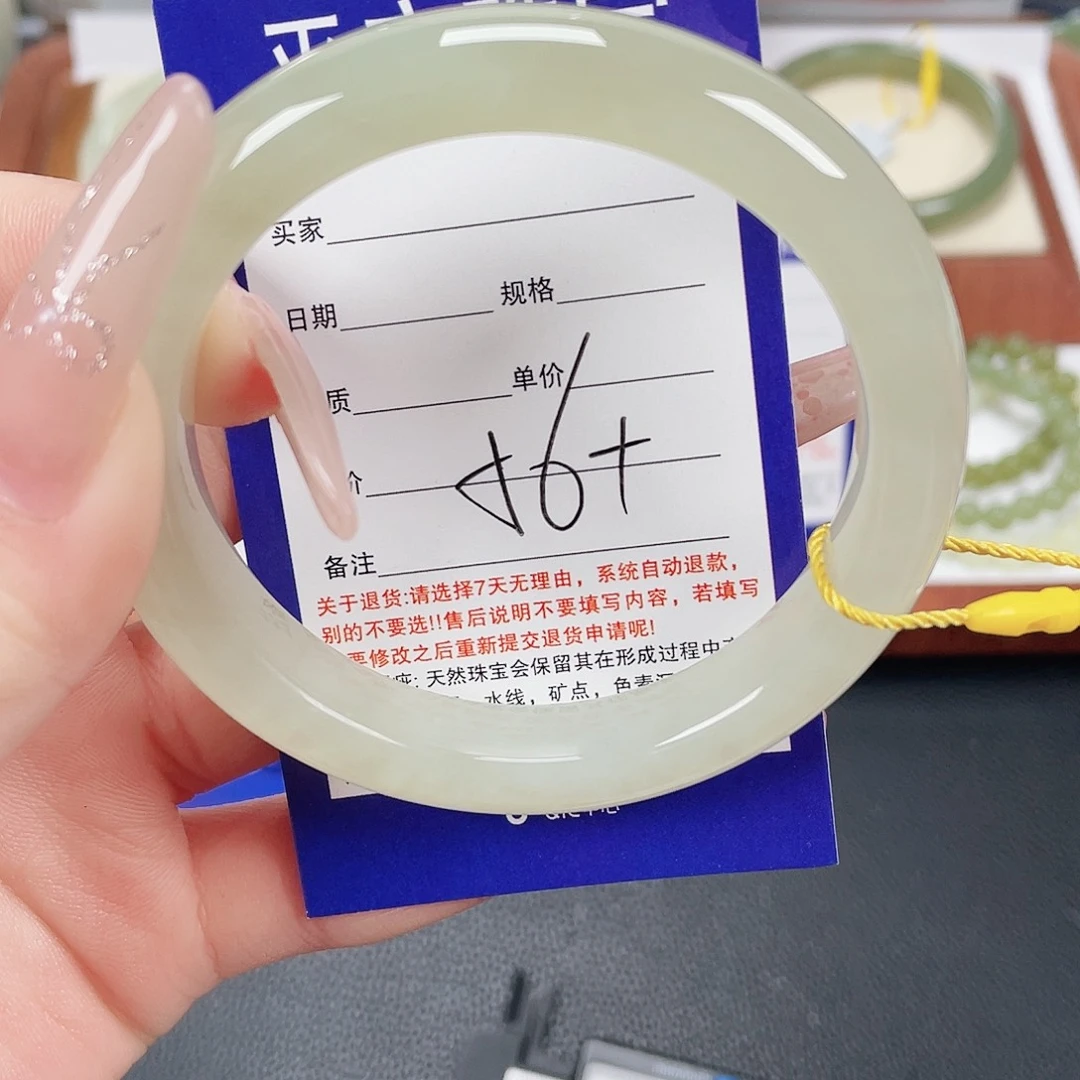 买家
日期 规格
质 单价
价
备注
关于退货:请选择7天无理由，系统自动退款，
别的不要选!!售后说明不要填写内容，若填写
要修改之后重新提交退货申请呢!
天然珠宝会保留其在形成过程中
水线，矿点，色素